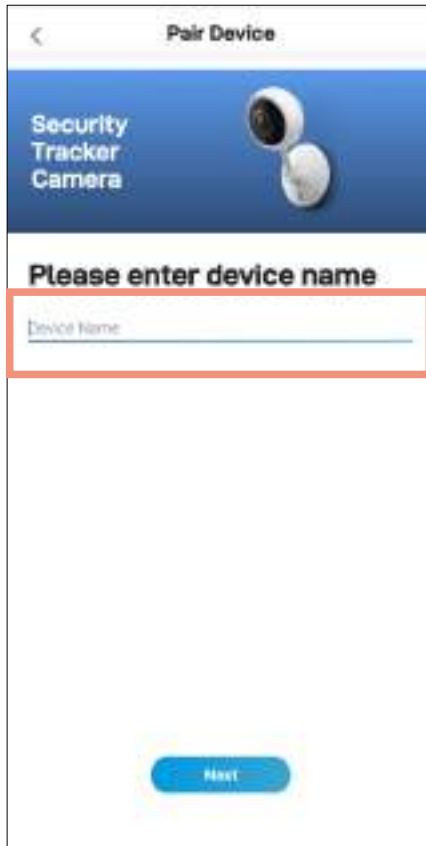 Pair Device
Security
Tracker
Camera
Please enter device name
Device Name
Next